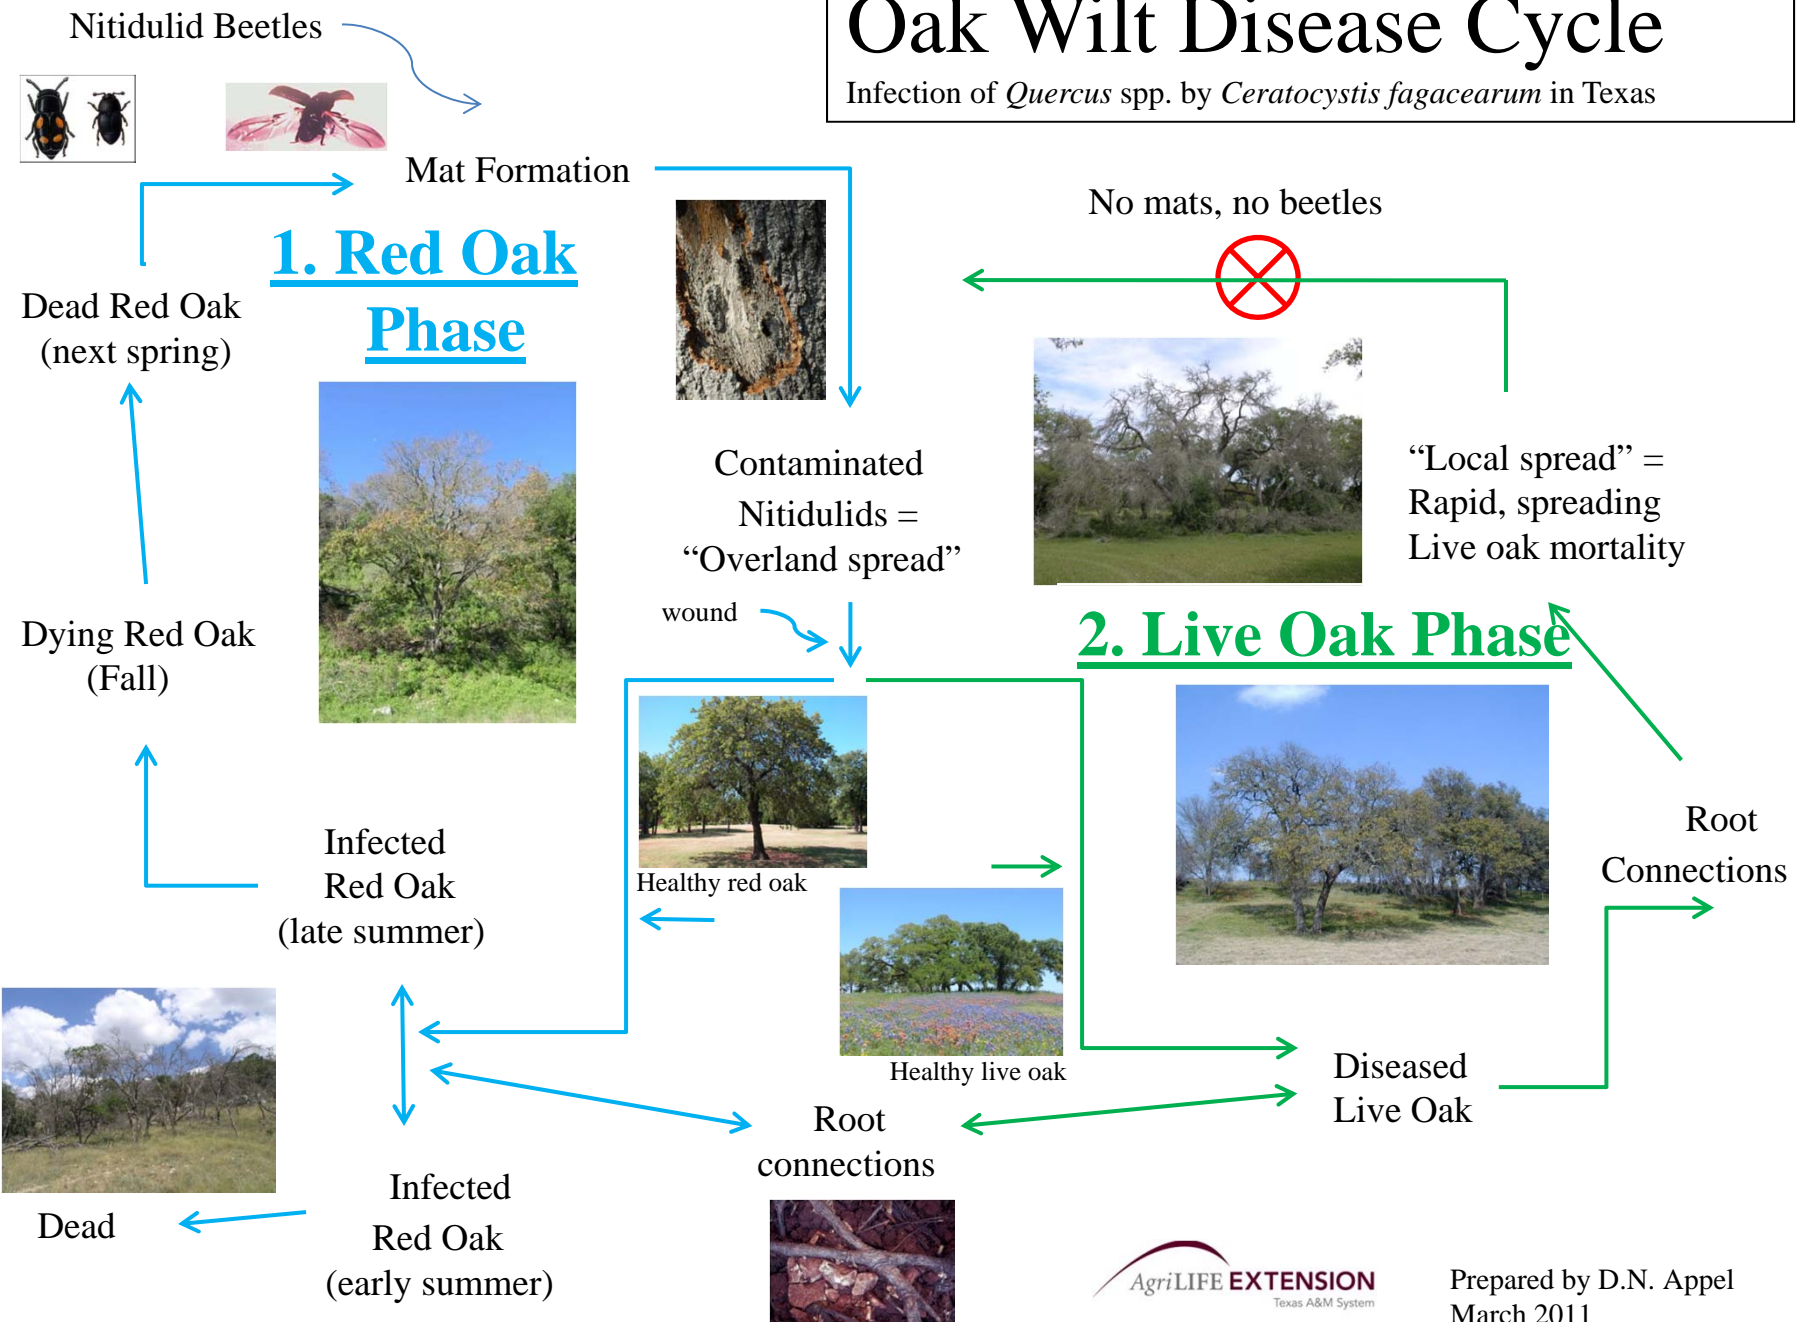 Nitidulid Beetles
Oak Wilt Disease Cycle
Infection of Quercus spp. by Ceratocystis fagacearum in Texas
Mat Formation
No mats, no beetles
1. Red Oak
Phase
Dead Red Oak
(next spring)
Contaminated
Nitidulids =
“Overland spread”
“Local spread” =
Rapid, spreading
Live oak mortality
wound
2. Live Oak Phase
Dying Red Oak
(Fall)
Infected
Red Oak
(late summer)
Healthy red oak
Root
Connections
Healthy live oak
Diseased
Live Oak
Root
connections
Infected
Red Oak
(early summer)
Dead
AgriLIFE EXTENSION
Texas A&M System
Prepared by D.N. Appel
March 2011